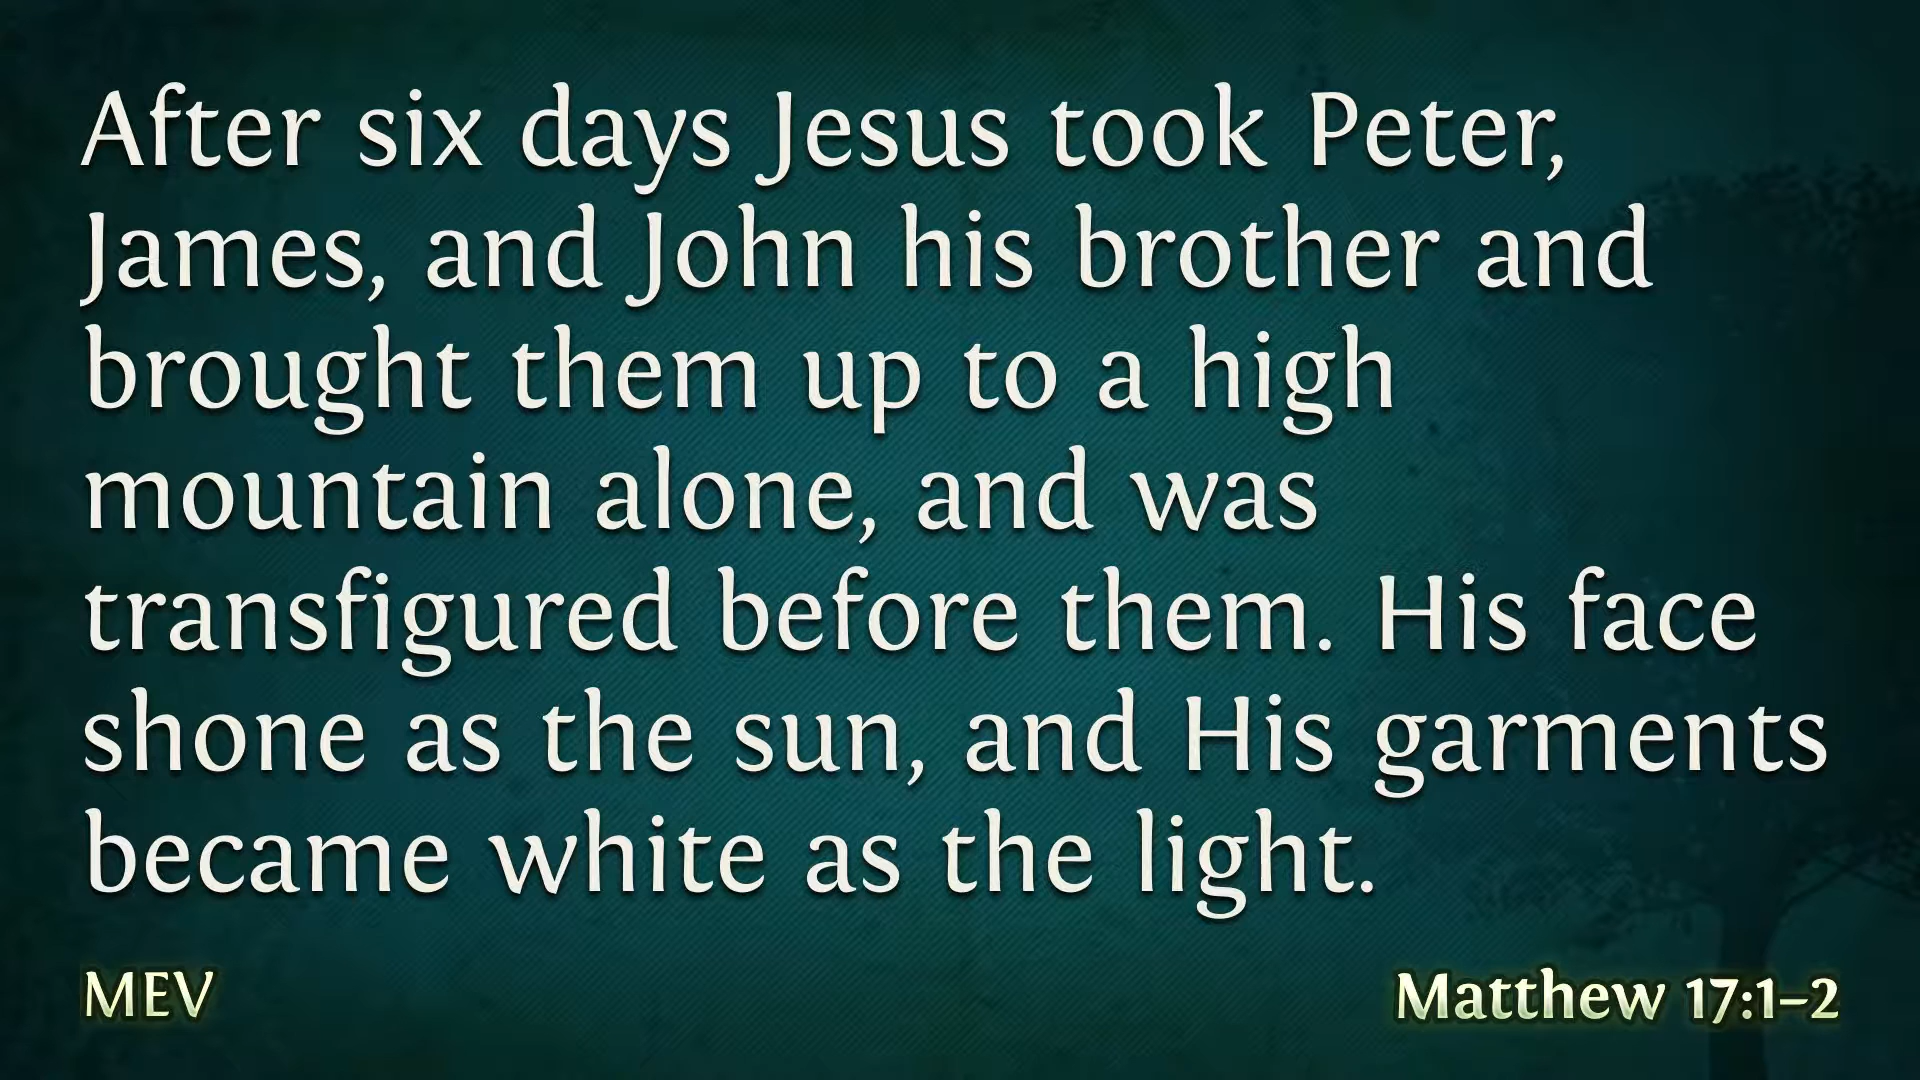 After six days Jesus took Peter,
James, and John his brother and
brought them up to a high
mountain alone, and was
transfigured before them. His face
shone as the sun, and His garments
became white as the light.
MEV
Matthew 17:1–2